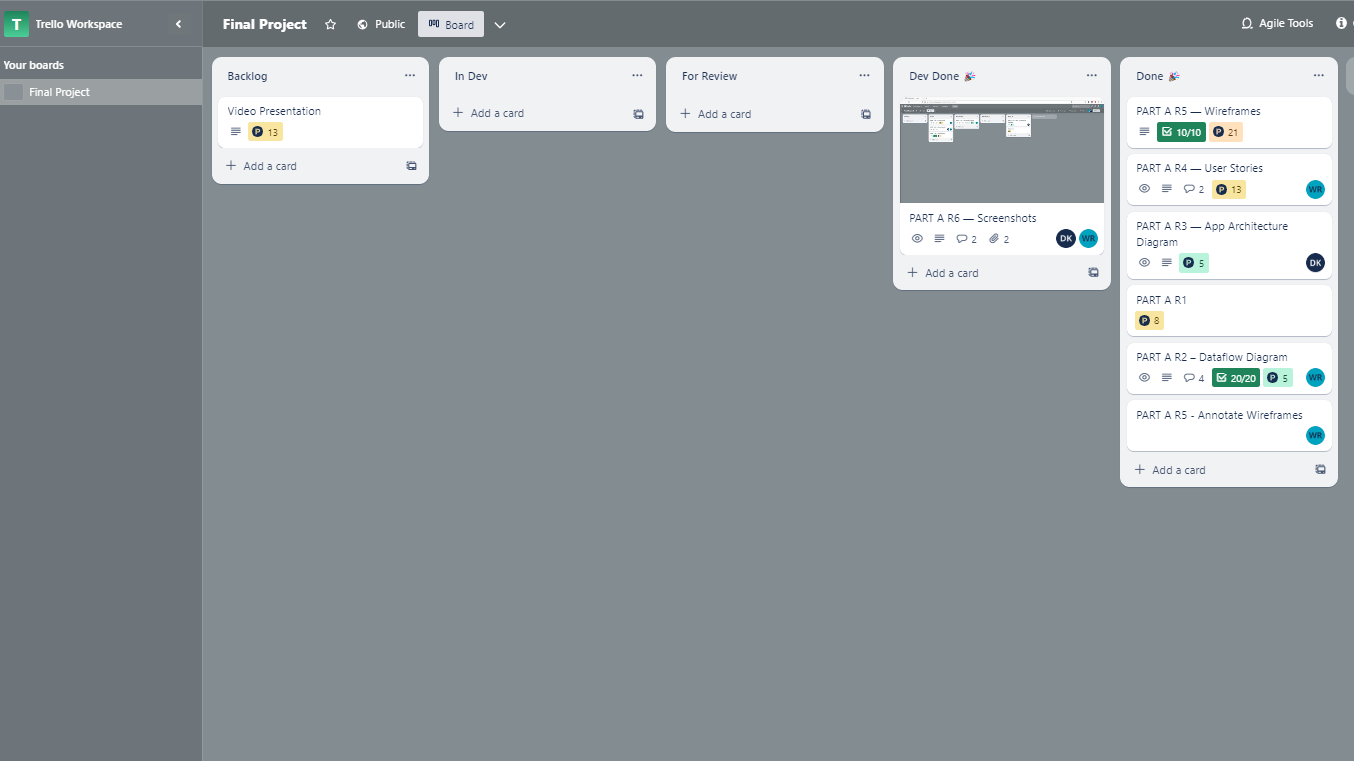 T Trello Workspace
Your boards
Final Project
Final Project Public Board Agile Tools
Backlog
Video Presentation
P 13
Add a card
In Dev
Add a card
For Review
Add a card
Dev Done 🎉
PART A R6 — Screenshots
2 2 DK WR
Add a card
Done 🎉
PART A R5 — Wireframes
10/10 P 21
PART A R4 — User Stories
2 P 13 WR
PART A R3 — App Architecture
Diagram
P 5 DK
PART A R1
P 8
PART A R2 – Dataflow Diagram
4 20/20 P 5 WR
PART A R5 - Annotate Wireframes
WR
Add a card